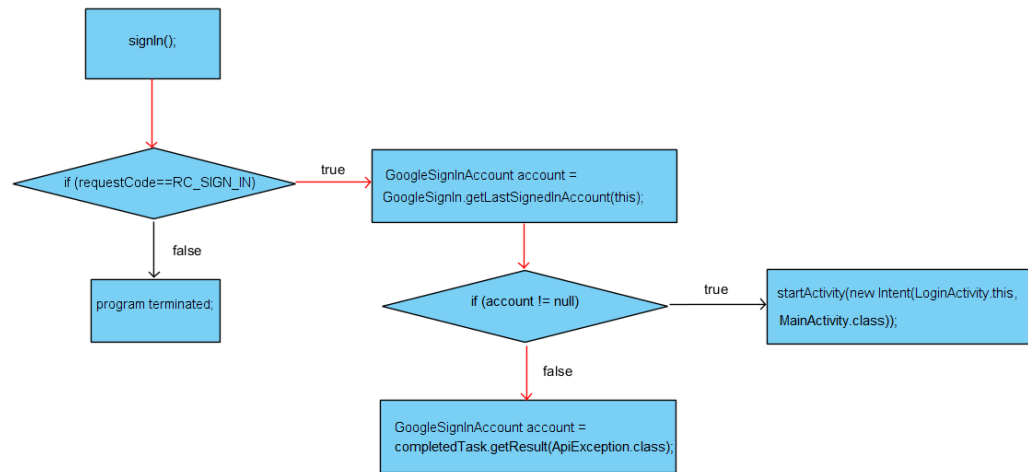 signIn();
if (requestCode==RC_SIGN_IN)
true
GoogleSignInAccount account =
GoogleSignIn.getLastSignedInAccount(this);
false
program terminated;
if (account != null)
true
startActivity(new Intent(LoginActivity.this,
MainActivity.class));
false
GoogleSignInAccount account =
completedTask.getResult(ApiException.class);